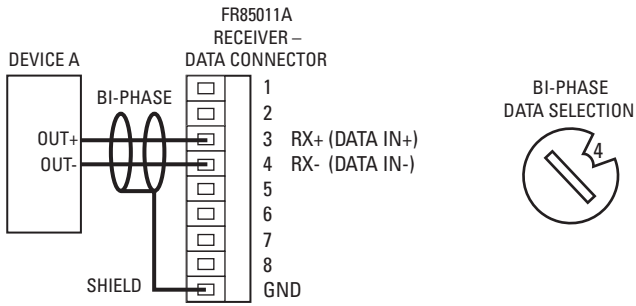 FR85011A
RECEIVER –
DATA CONNECTOR
DEVICE A
BI-PHASE
DATA SELECTION
BI-PHASE
1
2
OUT+ 3 RX+ (DATA IN+)
OUT- 4 RX- (DATA IN-)
4
5
6
7
8
SHIELD GND